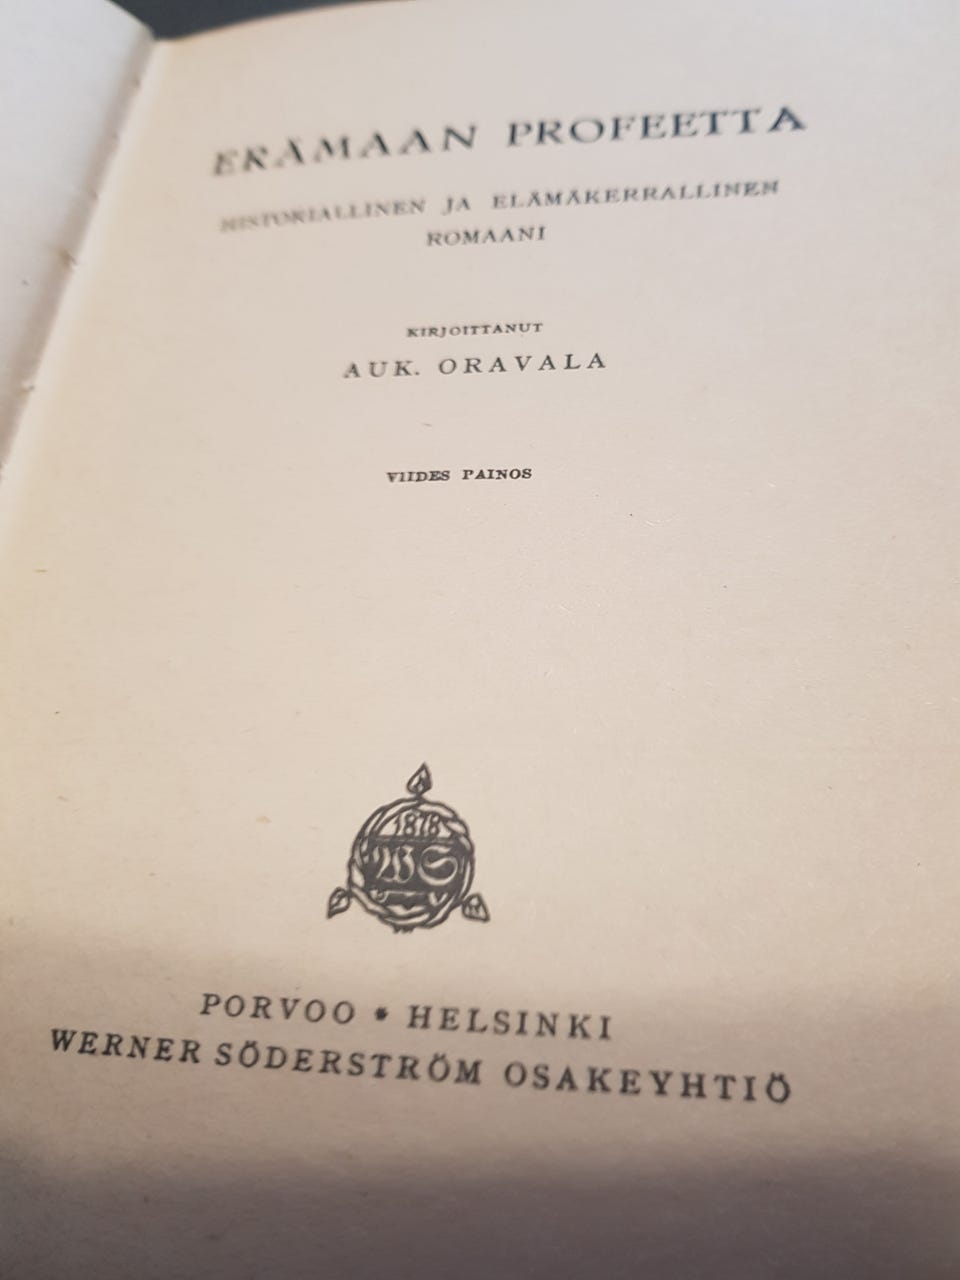 ERÄMAAN PROFEETTA
HISTORIALLINEN JA ELÄMÄKERRALLINEN
ROMAANI
KIRJOITTANUT
AUK. ORAVALA
VIIDES PAINOS
1878
WS
PORVOO * HELSINKI
WERNER SÖDERSTRÖM OSAKEYHTIÖ